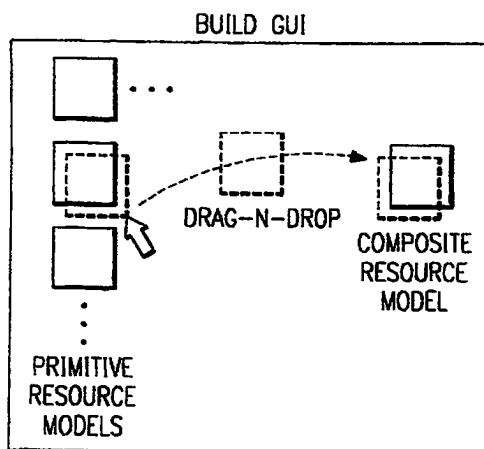 BUILD GUI
DRAG-N-DROP
COMPOSITE
RESOURCE
MODEL
PRIMITIVE
RESOURCE
MODELS